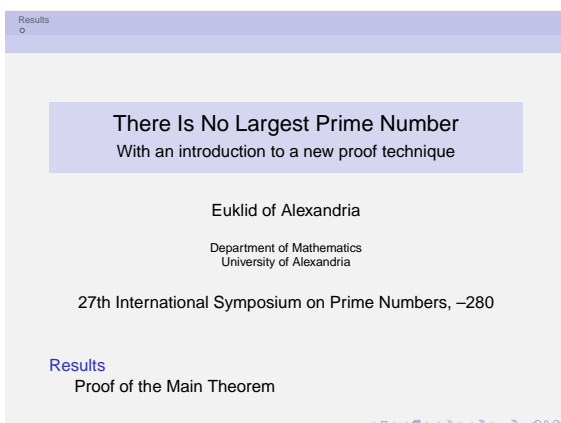 Results
There Is No Largest Prime Number
With an introduction to a new proof technique
Euklid of Alexandria
Department of Mathematics
University of Alexandria
27th International Symposium on Prime Numbers, –280
Results
Proof of the Main Theorem